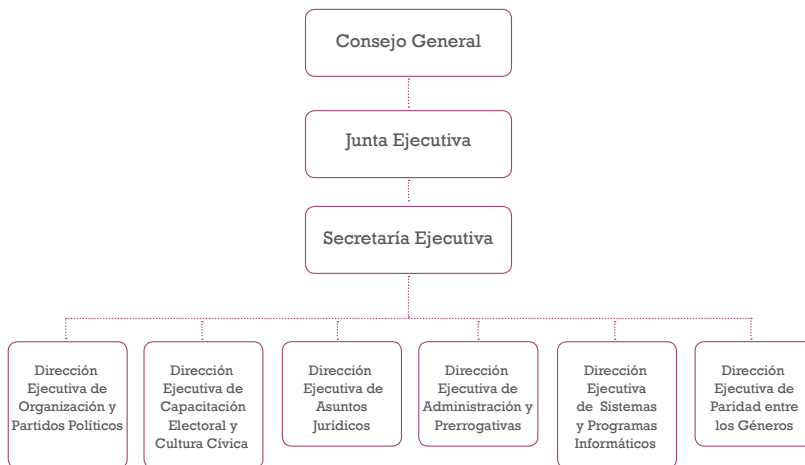 Consejo General
Junta Ejecutiva
Secretaría Ejecutiva
Dirección
Ejecutiva de
Organización y
Partidos Políticos
Dirección
Ejecutiva de
Capacitación
Electoral y
Cultura Cívica
Dirección
Ejecutiva de
Asuntos
Jurídicos
Dirección
Ejecutiva de
Administración y
Prerrogativas
Dirección
Ejecutiva
de Sistemas
y Programas
Informáticos
Dirección
Ejecutiva de
Paridad entre
los Géneros